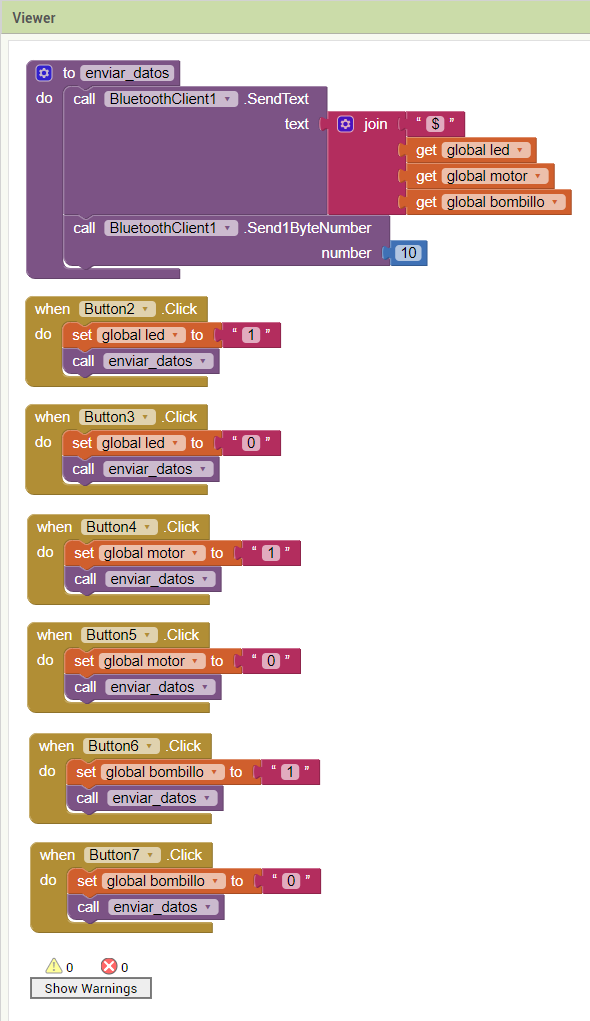 Viewer
to enviar_datos
do call BluetoothClient1 .SendText
text join " $ "
get global led
get global motor
get global bombillo
call BluetoothClient1 .Send1ByteNumber
number 10
when Button2 .Click
do set global led to " 1 "
call enviar_datos
when Button3 .Click
do set global led to " 0 "
call enviar_datos
when Button4 .Click
do set global motor to " 1 "
call enviar_datos
when Button5 .Click
do set global motor to " 0 "
call enviar_datos
when Button6 .Click
do set global bombillo to " 1 "
call enviar_datos
when Button7 .Click
do set global bombillo to " 0 "
call enviar_datos
0 0
Show Warnings